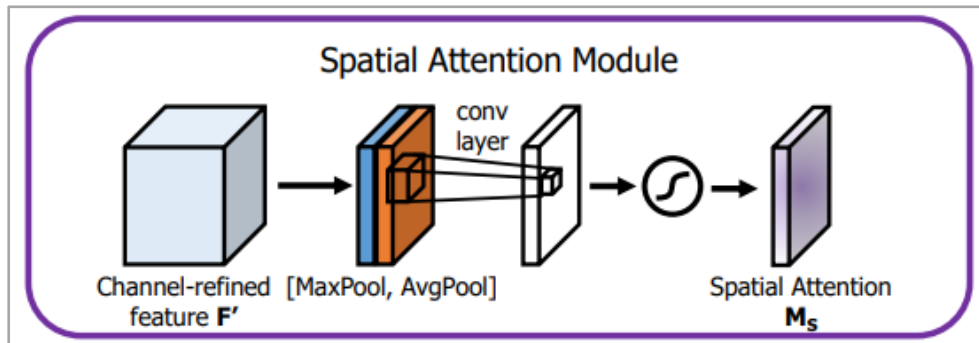 Spatial Attention Module
conv
layer
Channel-refined
feature F’
[MaxPool, AvgPool]
Spatial Attention
Ms